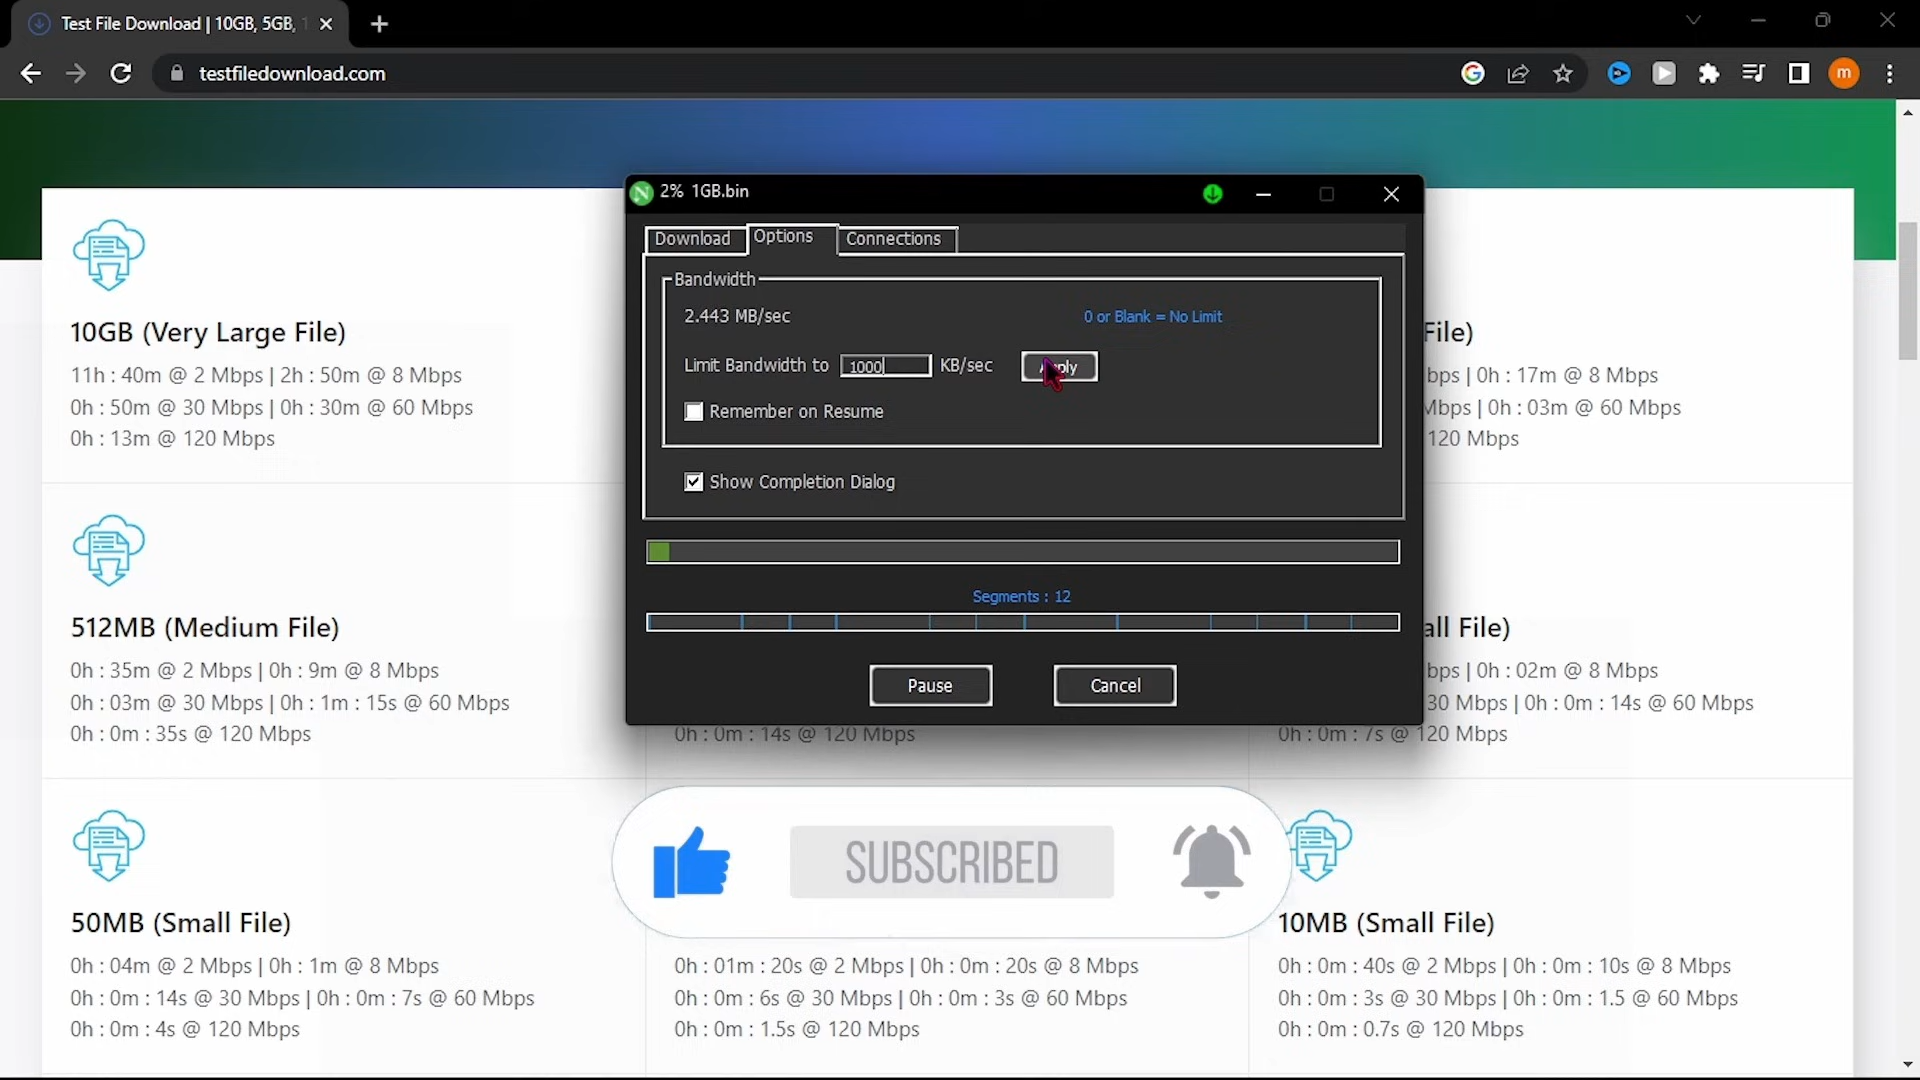 Test File Download | 10GB, 5GB,
testfiledownload.com
m
N 2% 1GB.bin
Download Options Connections
Bandwidth
2.443 MB/sec 0 or Blank = No Limit
Limit Bandwidth to 1000 KB/sec Apply
Remember on Resume
Show Completion Dialog
Segments : 12
Pause Cancel
10GB (Very Large File)
11h : 40m @ 2 Mbps | 2h : 50m @ 8 Mbps
0h : 50m @ 30 Mbps | 0h : 30m @ 60 Mbps
0h : 13m @ 120 Mbps
File)
bps | 0h : 17m @ 8 Mbps
Mbps | 0h : 03m @ 60 Mbps
120 Mbps
512MB (Medium File)
0h : 35m @ 2 Mbps | 0h : 9m @ 8 Mbps
0h : 03m @ 30 Mbps | 0h : 1m : 15s @ 60 Mbps
0h : 0m : 35s @ 120 Mbps
0h : 0m : 14s @ 120 Mbps
all File)
bps | 0h : 02m @ 8 Mbps
30 Mbps | 0h : 0m : 14s @ 60 Mbps
0h : 0m : 7s @ 120 Mbps
SUBSCRIBED
50MB (Small File)
0h : 04m @ 2 Mbps | 0h : 1m @ 8 Mbps
0h : 0m : 14s @ 30 Mbps | 0h : 0m : 7s @ 60 Mbps
0h : 0m : 4s @ 120 Mbps
0h : 01m : 20s @ 2 Mbps | 0h : 0m : 20s @ 8 Mbps
0h : 0m : 6s @ 30 Mbps | 0h : 0m : 3s @ 60 Mbps
0h : 0m : 1.5s @ 120 Mbps
10MB (Small File)
0h : 0m : 40s @ 2 Mbps | 0h : 0m : 10s @ 8 Mbps
0h : 0m : 3s @ 30 Mbps | 0h : 0m : 1.5 @ 60 Mbps
0h : 0m : 0.7s @ 120 Mbps